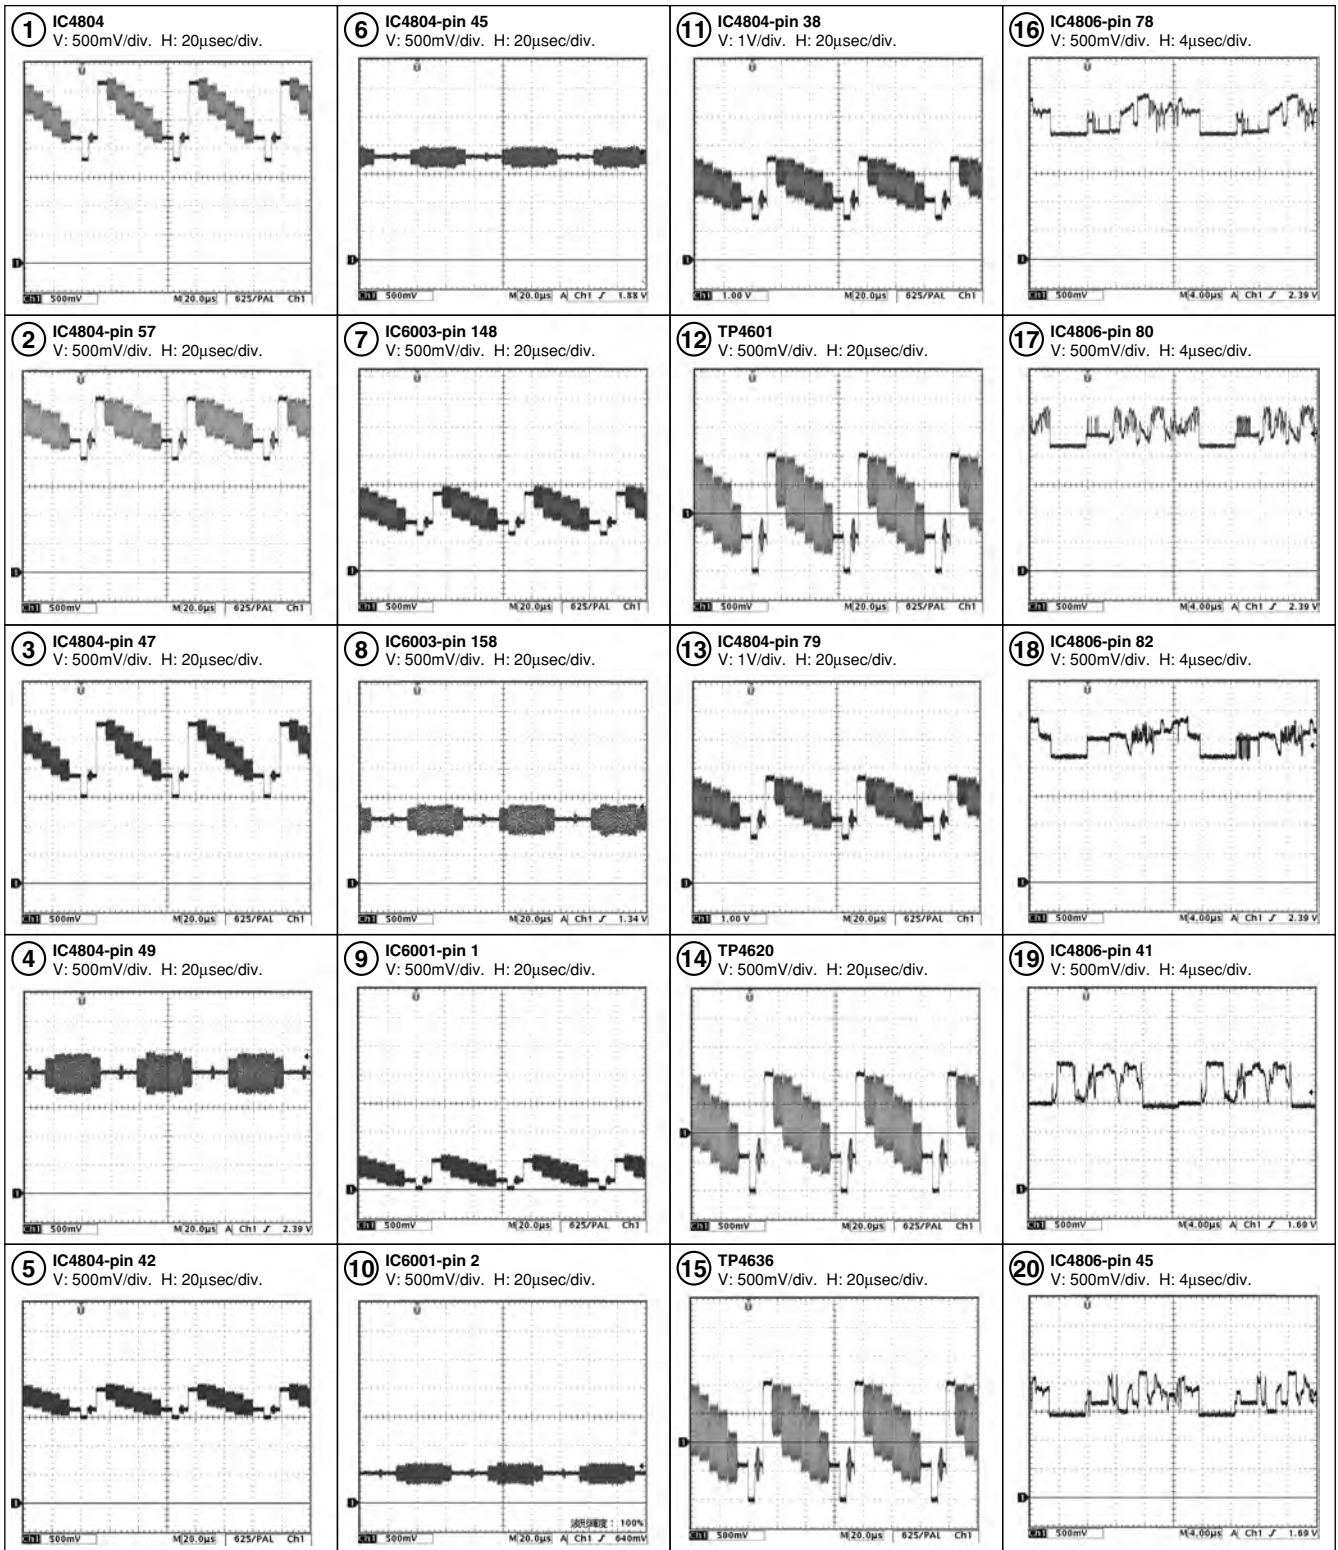 1 IC4804
V: 500mV/div. H: 20μsec/div.
Ch1 500mV M 20.0μs 625/PAL Ch1
2 IC4804-pin 57
V: 500mV/div. H: 20μsec/div.
Ch1 500mV M 20.0μs 625/PAL Ch1
3 IC4804-pin 47
V: 500mV/div. H: 20μsec/div.
Ch1 500mV M 20.0μs 625/PAL Ch1
4 IC4804-pin 49
V: 500mV/div. H: 20μsec/div.
Ch1 500mV M 20.0μs A Ch1 2.39 V
5 IC4804-pin 42
V: 500mV/div. H: 20μsec/div.
Ch1 500mV M 20.0μs 625/PAL Ch1
6 IC4804-pin 45
V: 500mV/div. H: 20μsec/div.
Ch1 500mV M 20.0μs A Ch1 1.88 V
7 IC6003-pin 148
V: 500mV/div. H: 20μsec/div.
Ch1 500mV M 20.0μs 625/PAL Ch1
8 IC6003-pin 158
V: 500mV/div. H: 20μsec/div.
Ch1 500mV M 20.0μs A Ch1 1.34 V
9 IC6001-pin 1
V: 500mV/div. H: 20μsec/div.
Ch1 500mV M 20.0μs 625/PAL Ch1
10 IC6001-pin 2
V: 500mV/div. H: 20μsec/div.
波形輝度: 100%
Ch1 500mV M 20.0μs A Ch1 640mV
11 IC4804-pin 38
V: 1V/div. H: 20μsec/div.
Ch1 1.00 V M 20.0μs 625/PAL Ch1
12 TP4601
V: 500mV/div. H: 20μsec/div.
Ch1 500mV M 20.0μs 625/PAL Ch1
13 IC4804-pin 79
V: 1V/div. H: 20μsec/div.
Ch1 1.00 V M 20.0μs 625/PAL Ch1
14 TP4620
V: 500mV/div. H: 20μsec/div.
Ch1 500mV M 20.0μs 625/PAL Ch1
15 TP4636
V: 500mV/div. H: 20μsec/div.
Ch1 500mV M 20.0μs 625/PAL Ch1
16 IC4806-pin 78
V: 500mV/div. H: 4μsec/div.
Ch1 500mV M 4.00μs A Ch1 2.39 V
17 IC4806-pin 80
V: 500mV/div. H: 4μsec/div.
Ch1 500mV M 4.00μs A Ch1 2.39 V
18 IC4806-pin 82
V: 500mV/div. H: 4μsec/div.
Ch1 500mV M 4.00μs A Ch1 2.39 V
19 IC4806-pin 41
V: 500mV/div. H: 4μsec/div.
Ch1 500mV M 4.00μs A Ch1 1.69 V
20 IC4806-pin 45
V: 500mV/div. H: 4μsec/div.
Ch1 500mV M 4.00μs A Ch1 1.69 V